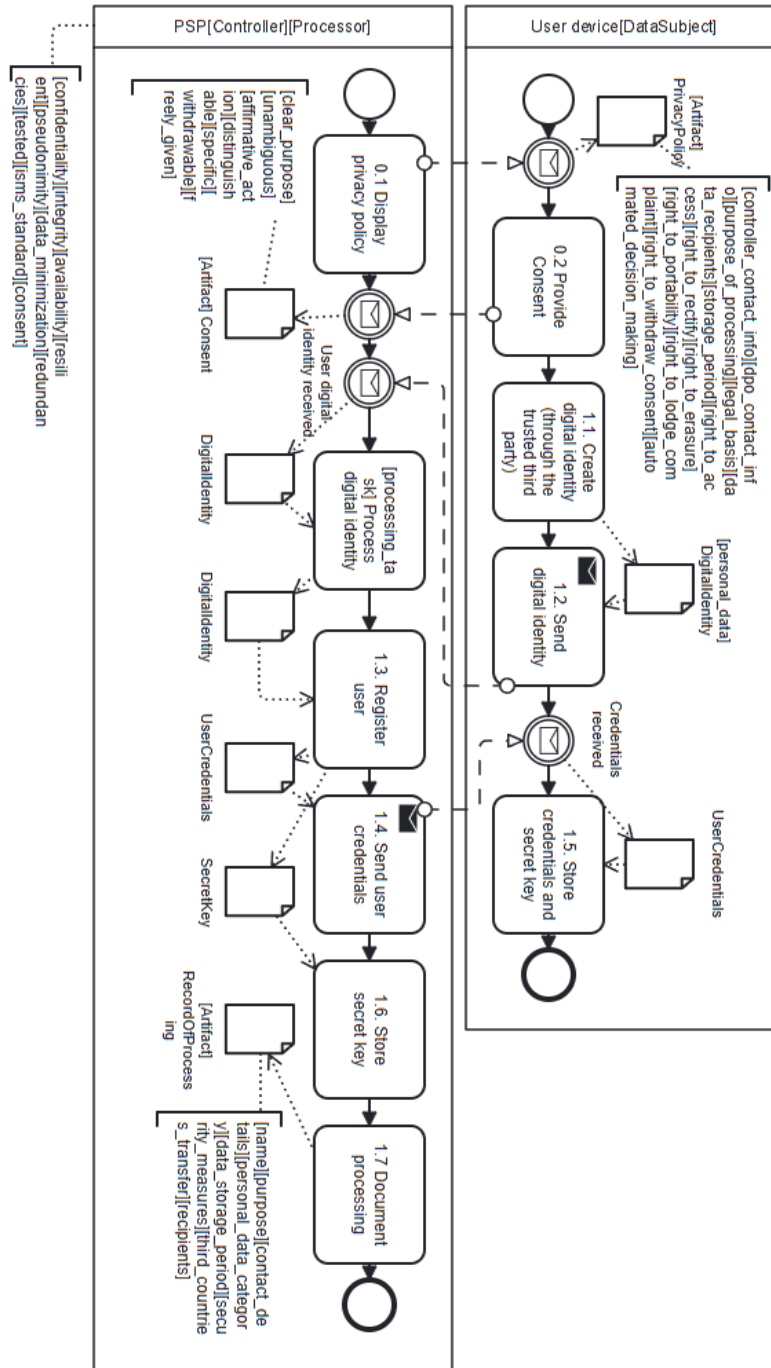 User device[DataSubject]
[Artifact]
PrivacyPolicy
[controller_contact_info][dpo_contact_inf
o][purpose_of_processing][legal_basis][da
ta_recipients][storage_period][right_to_ac
cess][right_to_rectify][right_to_erasure]
[right_to_portability][right_to_lodge_com
plaint][right_to_withdraw_consent][auto
mated_decision_making]
0.2 Provide
Consent
1.1. Create
digital identity
(through the
trusted third
party)
[personal_data]
DigitalIdentity
1.2. Send
digital identity
Credentials
received
UserCredentials
1.5. Store
credentials and
secret key
PSP[Controller][Processor]
0.1 Display
privacy policy
[clear_purpose]
[unambiguous]
[affirmative_act
ion][distinguish
able][specific][
withdrawable][f
reely_given]
[Artifact] Consent
User digital
identity received
DigitalIdentity
[processing_ta
sk] Process
digital identity
DigitalIdentity
1.3. Register
user
UserCredentials
1.4. Send user
credentials
SecretKey
1.6. Store
secret key
[Artifact]
RecordOfProcess
ing
1.7 Document
processing
[name][purpose][contact_de
tails][personal_data_categor
y][data_storage_period][secu
rity_measures][third_countrie
s_transfer][recipients]
[confidentiality][integrity][availability][resili
ent][pseudonimity][data_minimization][redundan
cies][tested][isms_standard][consent]